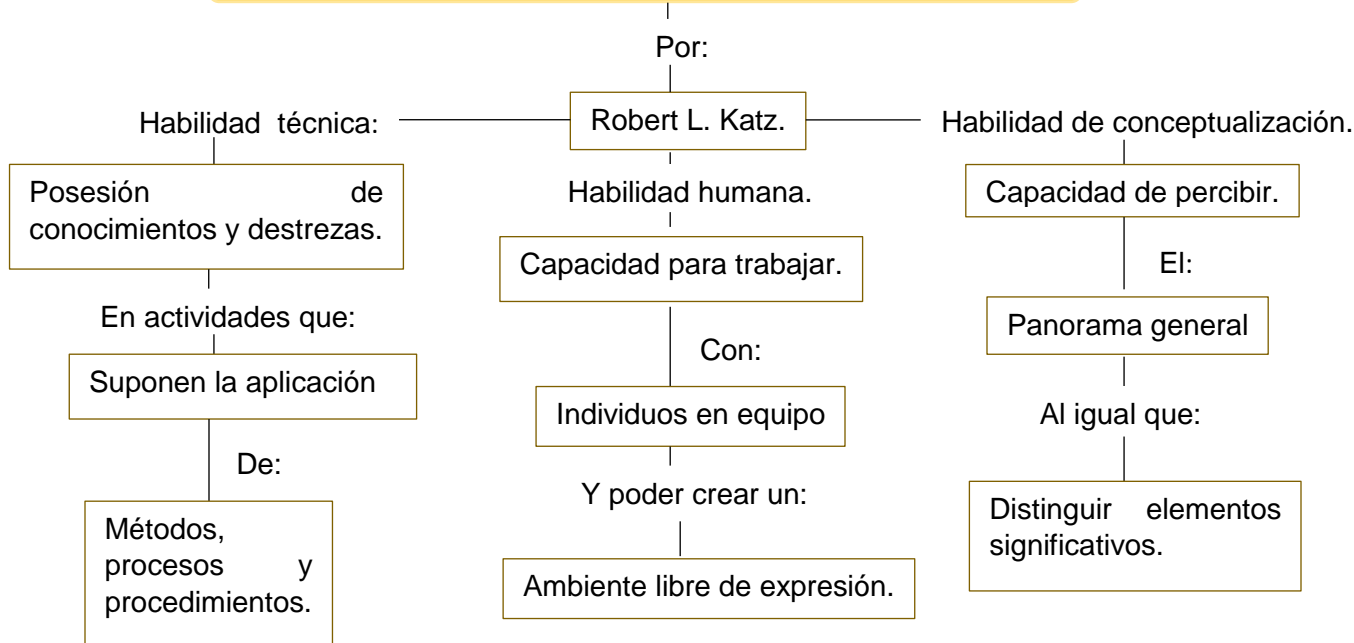 Por:
Robert L. Katz.
Habilidad técnica:
Posesión de
conocimientos y destrezas.
En actividades que:
Suponen la aplicación
De:
Métodos,
procesos y
procedimientos.
Habilidad humana.
Capacidad para trabajar.
Con:
Individuos en equipo
Y poder crear un:
Ambiente libre de expresión.
Habilidad de conceptualización.
Capacidad de percibir.
El:
Panorama general
Al igual que:
Distinguir elementos
significativos.